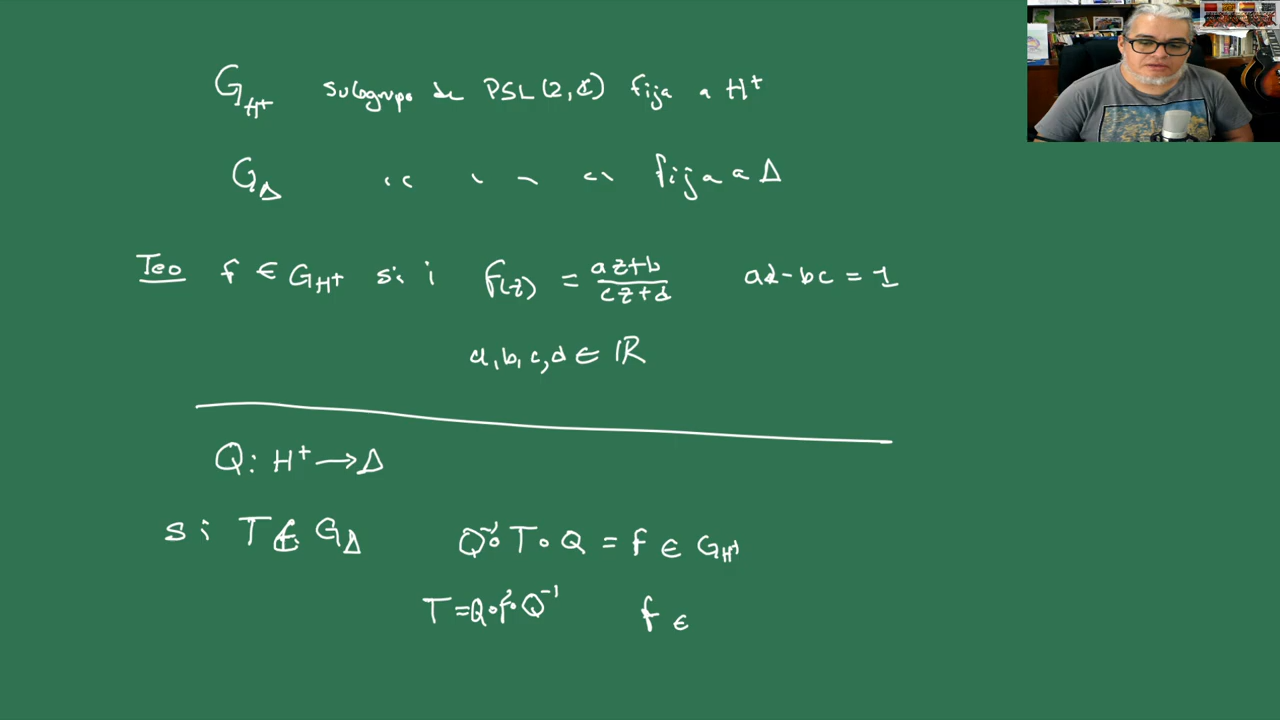 G_{H⁺} subgrupo de PSL(2,ℂ) fija a H⁺
G_Δ " " " " fija a Δ
Teo f ∈ G_{H⁺} si i f(z) = (az+b)/(cz+d) ad-bc = 1
a, b, c, d ∈ ℝ
Q: H⁺ → Δ
si T ∈ G_Δ Q⁻¹∘T∘Q = f ∈ G_{H⁺}
T = Q∘f∘Q⁻¹ f ∈